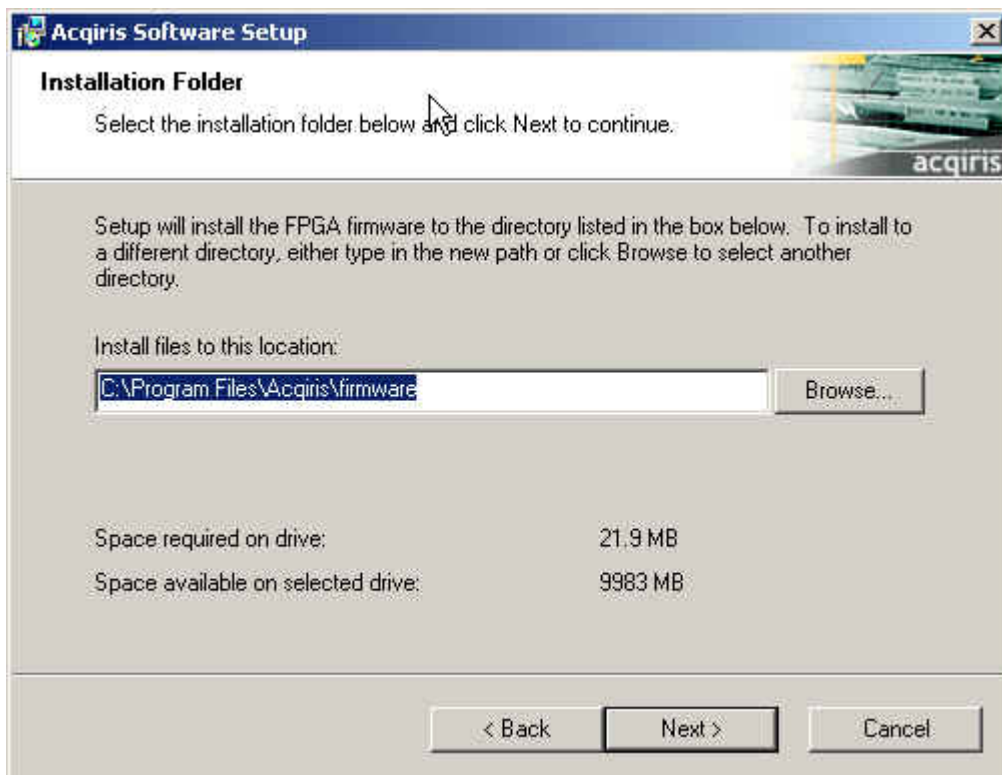 Acqiris Software Setup
Installation Folder
Select the installation folder below and click Next to continue.
acqiris
Setup will install the FPGA firmware to the directory listed in the box below. To install to
a different directory, either type in the new path or click Browse to select another
directory.
Install files to this location:
C:\Program Files\Acqiris\firmware
Browse...
Space required on drive: 21.9 MB
Space available on selected drive: 9983 MB
< Back Next > Cancel